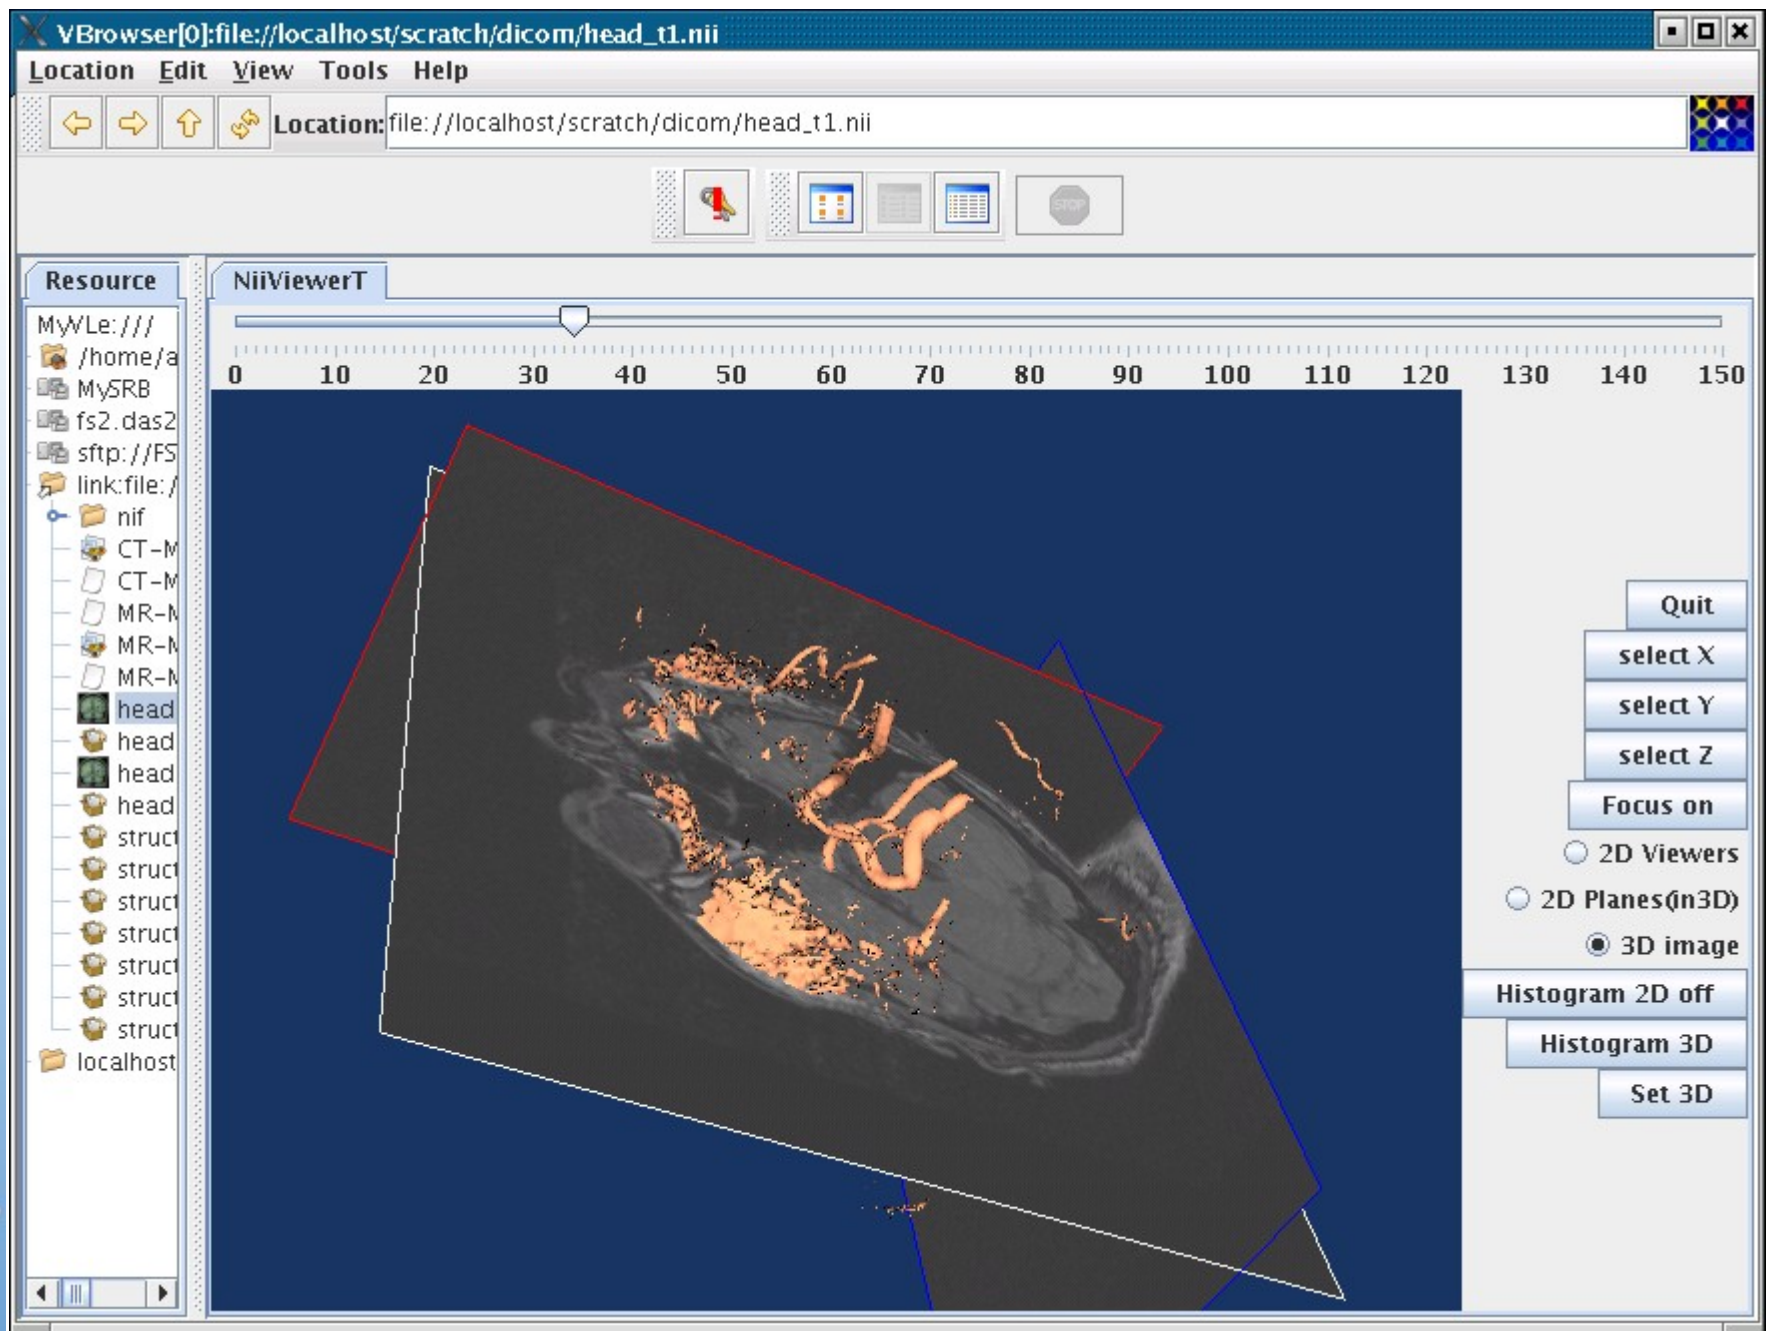 VBrowser[0]:file://localhost/scratch/dicom/head_t1.nii
Location Edit View Tools Help
Location: file://localhost/scratch/dicom/head_t1.nii
STOP
Resource
MyVLe:///
/home/a
MySRB
fs2.das2
sftp://FS
link:file:/
nif
CT-M
CT-M
MR-M
MR-M
MR-M
head
head
head
head
struct
struct
struct
struct
struct
struct
struct
localhost
NiiViewerT
0 10 20 30 40 50 60 70 80 90 100 110 120 130 140 150
Quit
select X
select Y
select Z
Focus on
2D Viewers
2D Planes(in3D)
3D image
Histogram 2D off
Histogram 3D
Set 3D